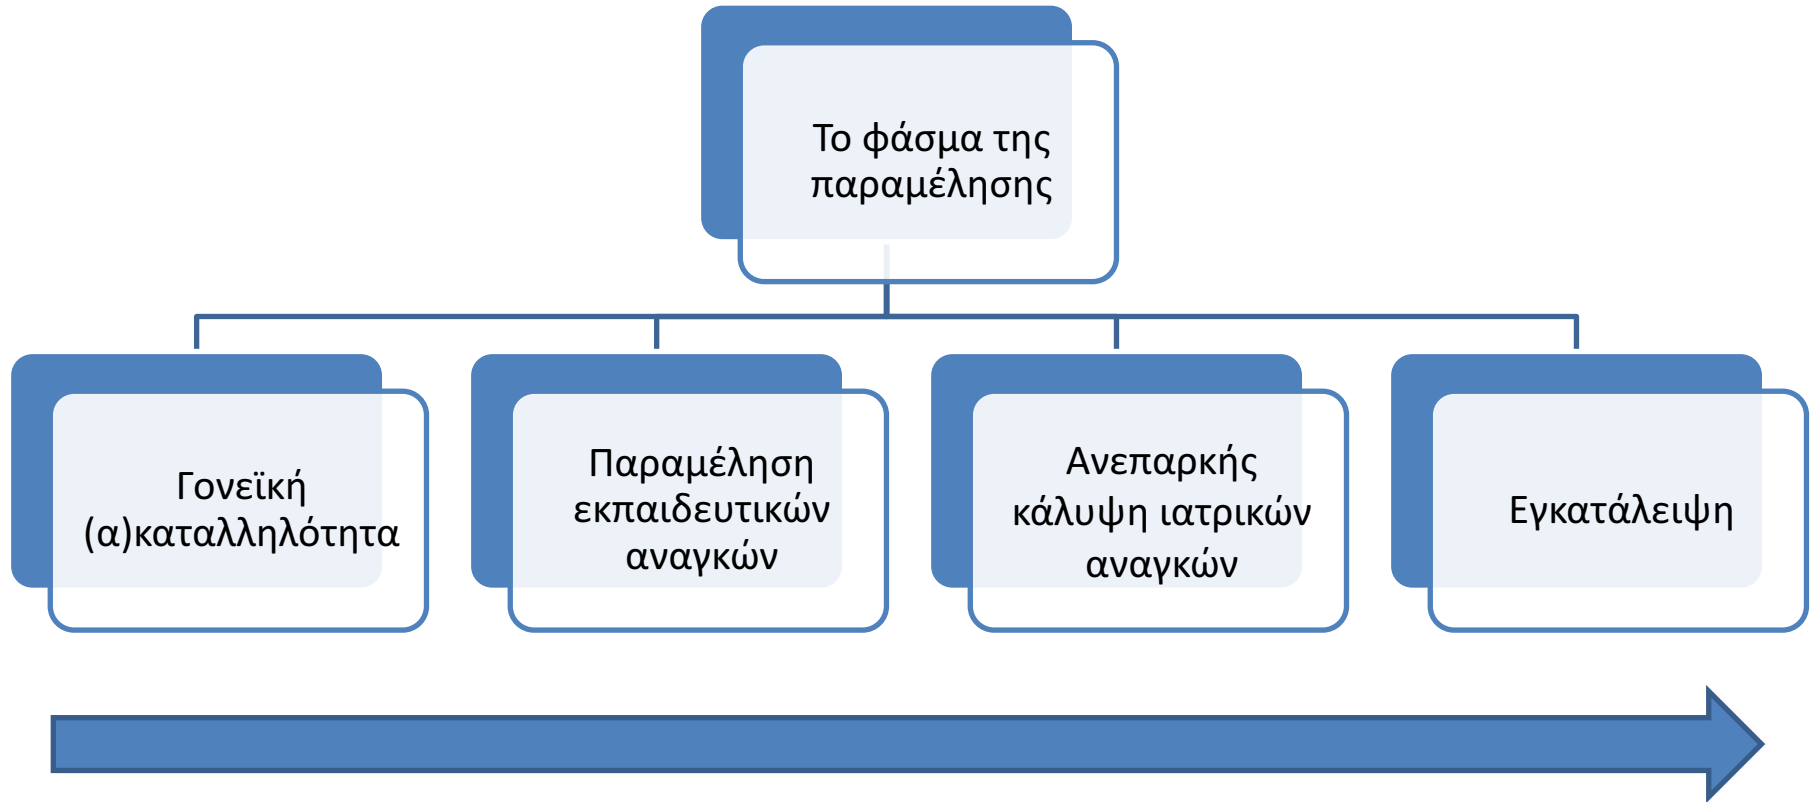 Το φάσμα της
παραμέλησης
Γονεϊκή
(α)καταλληλότητα
Παραμέληση
εκπαιδευτικών
αναγκών
Ανεπαρκής
κάλυψη ιατρικών
αναγκών
Εγκατάλειψη